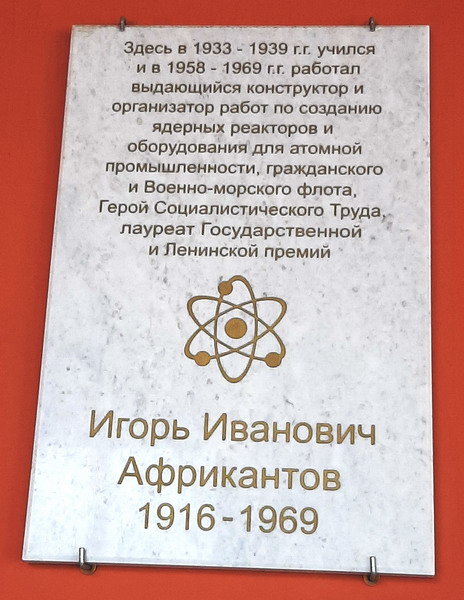 Здесь в 1933 - 1939 г.г. учился
и в 1958 - 1969 г.г. работал
выдающийся конструктор и
организатор работ по созданию
ядерных реакторов и
оборудования для атомной
промышленности, гражданского
и Военно-морского флота,
Герой Социалистического Труда,
лауреат Государственной
и Ленинской премий
Игорь Иванович
Африкантов
1916 - 1969